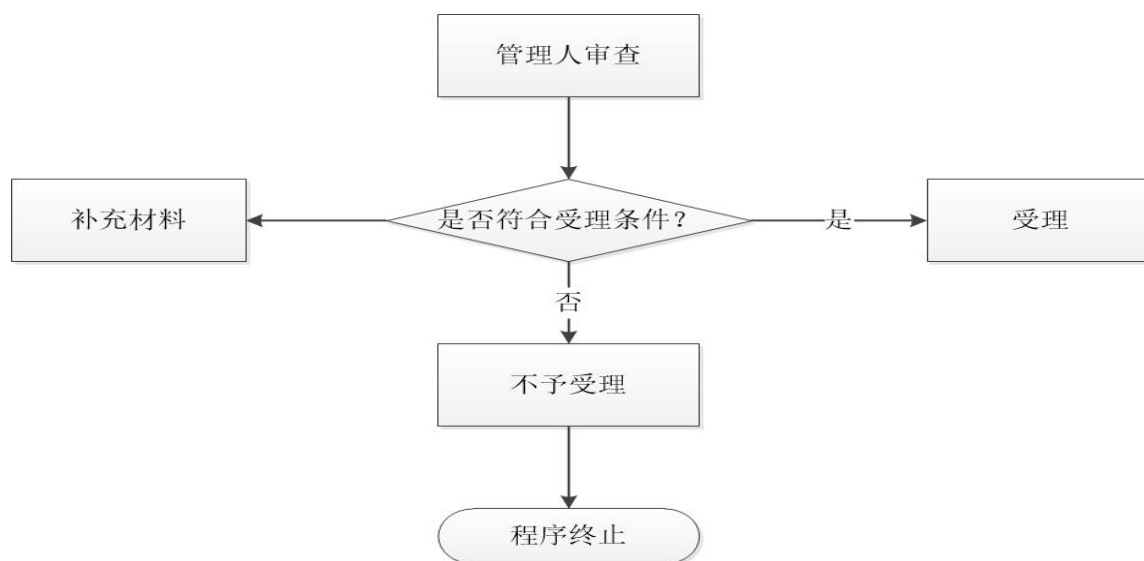 管理人审查
补充材料
是否符合受理条件？
是
受理
否
不予受理
程序终止